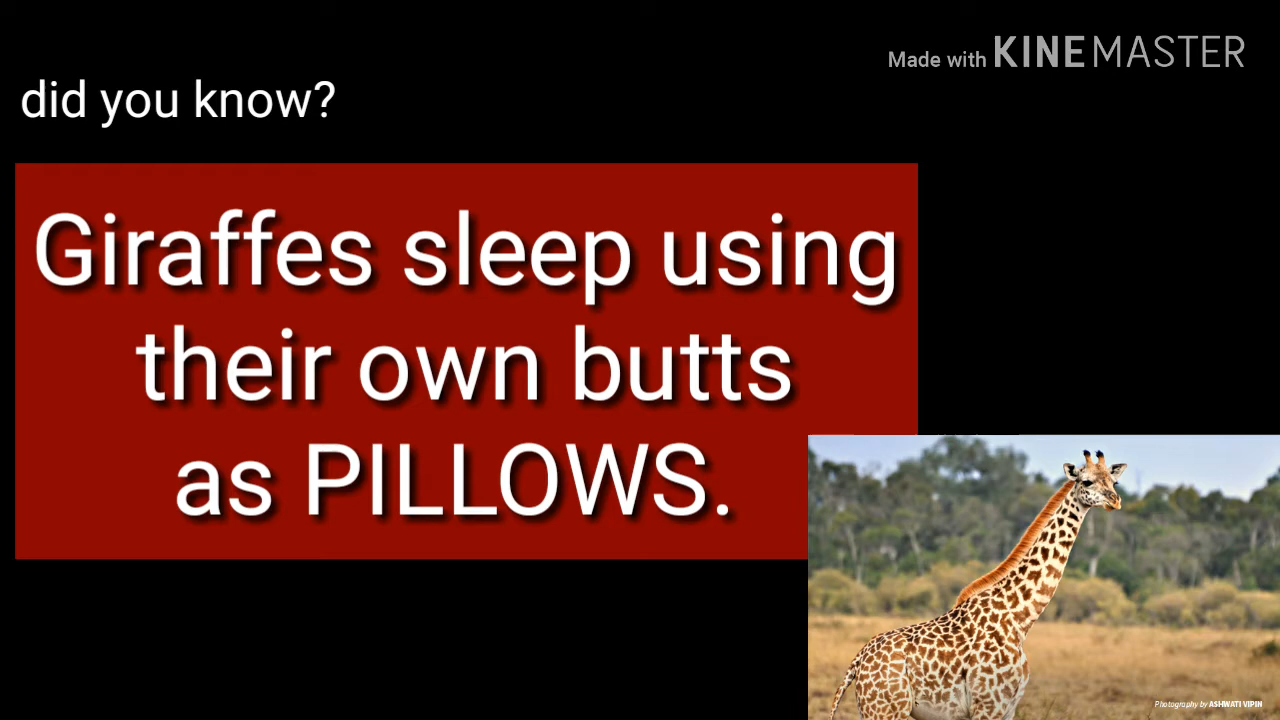 Made with KINEMASTER
did you know?
Giraffes sleep using
their own butts
as PILLOWS.
Photography by ASHWATI VIPIN